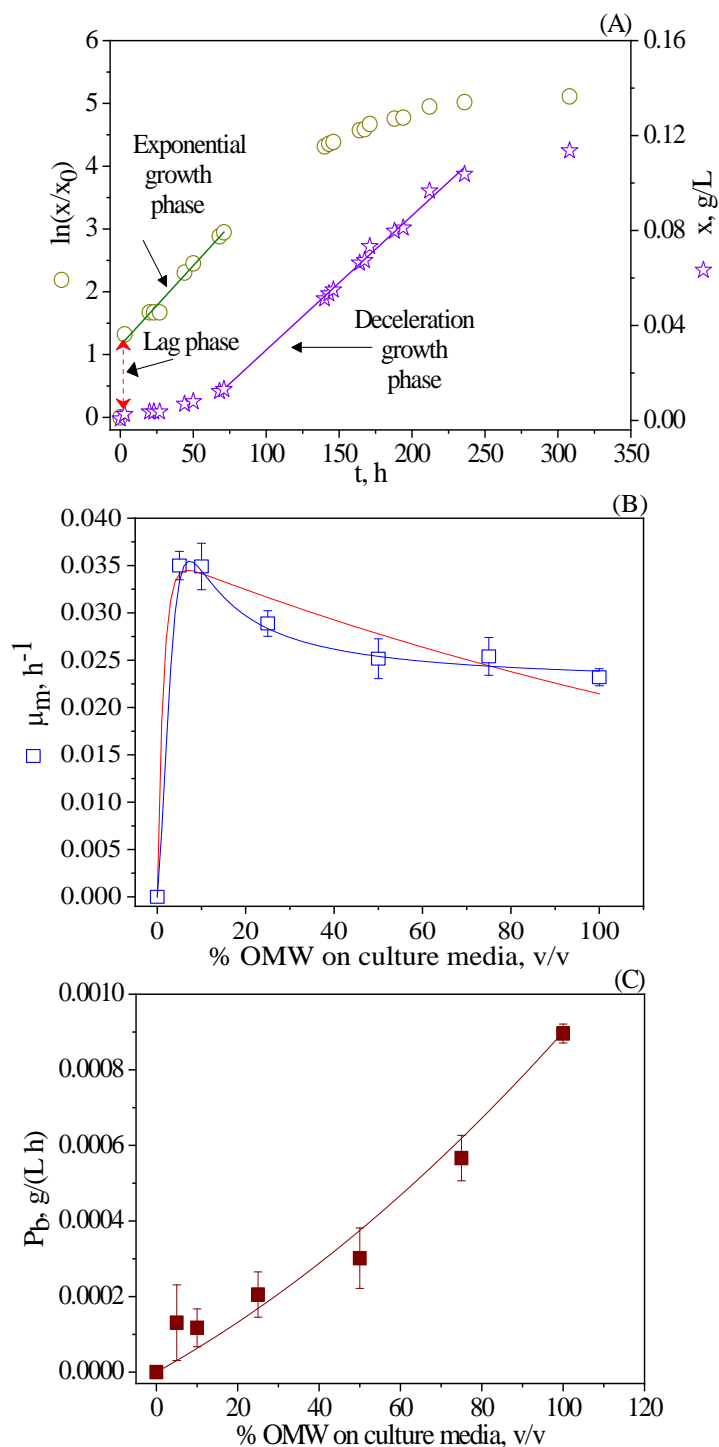 (A)
6
5
4
3
2
1
0
ln(x/x0)
0.16
0.12
0.08
0.04
0.00
x, g/L
Exponential
growth
phase
Lag phase
Deceleration
growth
phase
0 50 100 150 200 250 300 350
t, h
(B)
0.040
0.035
0.030
0.025
0.020
0.015
0.010
0.005
0.000
μm, h-1
0 20 40 60 80 100
% OMW on culture media, v/v
(C)
0.0010
0.0008
0.0006
0.0004
0.0002
0.0000
Pb, g/(L h)
0 20 40 60 80 100 120
% OMW on culture media, v/v